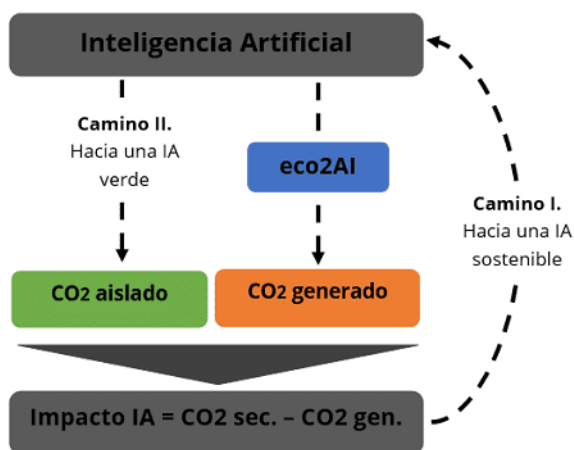 Inteligencia Artificial
Camino II.
Hacia una IA
verde
eco2AI
Camino I.
Hacia una IA
sostenible
CO2 aislado
CO2 generado
Impacto IA = CO2 sec. – CO2 gen.